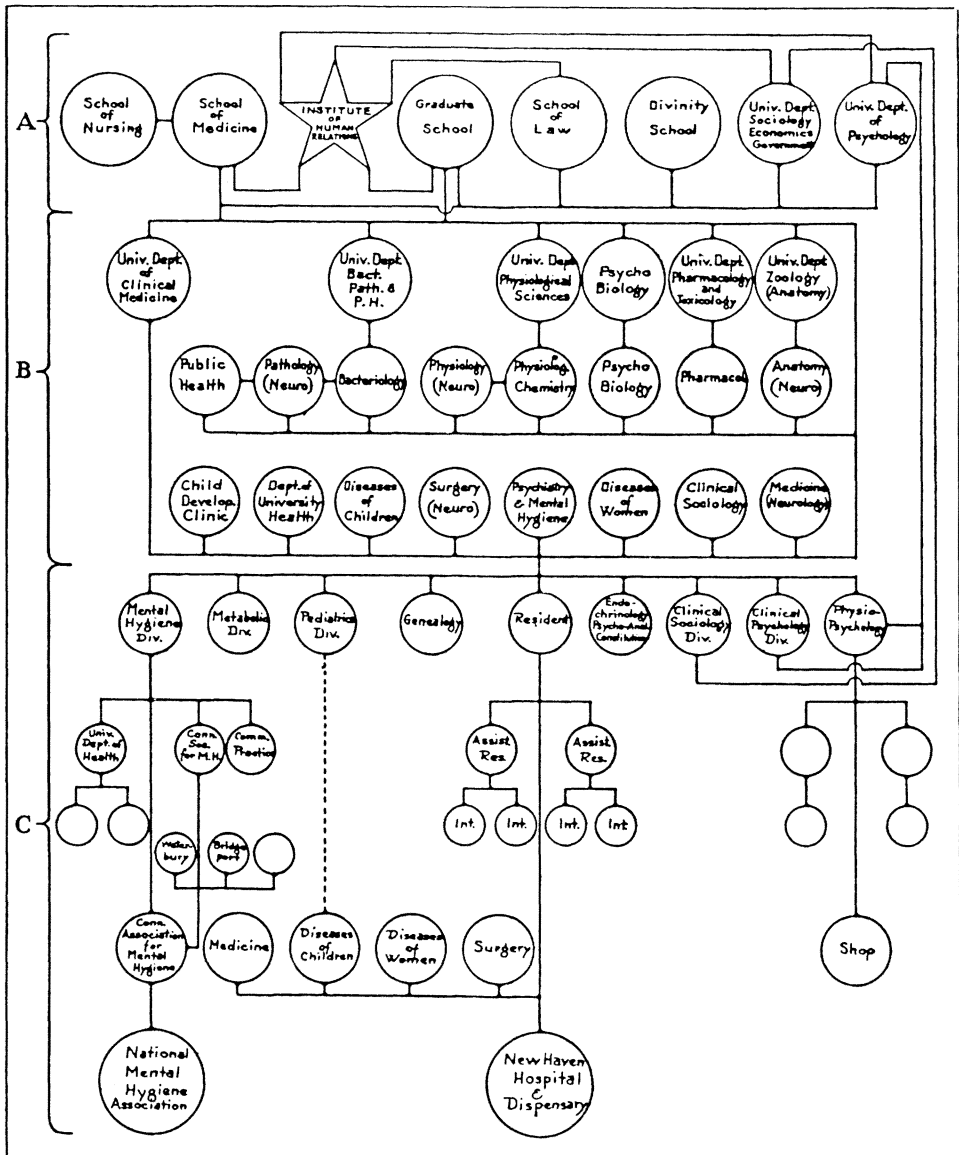 A
School
of
Nursing
School
of
Medicine
INSTITUTE
OF
HUMAN
RELATIONS
Graduate
School
School
of
Law
Divinity
School
Univ. Dept.
Sociology
Economics
Government
Univ. Dept.
of
Psychology
B
Univ. Dept.
of
Clinical
Medicine
Univ. Dept.
Bact.
Path. &
P. H.
Univ. Dept.
Physiological
Sciences
Psycho
Biology
Univ. Dept.
Pharmacology
and
Toxicology
Univ. Dept.
Zoology
(Anatomy)
Public
Health
Pathology
(Neuro)
Bacteriology
Physiology
(Neuro)
Physiolog.
Chemistry
Psycho
Biology
Pharmacol.
Anatomy
(Neuro)
Child
Develop.
Clinic
Dept. of
University
Health
Diseases
of
Children
Surgery
(Neuro)
Psychistry
& Mental
Hygiene
Diseases
of
Women
Clinical
Sociology
Medicine
(Neurology)
C
Mental
Hygiene
Div.
Metabolic
Div.
Pediatrics
Div.
Genealogy
Resident
Endo-
chrinology
Psycho-Anal.
Constitution
Clinical
Sociology
Div.
Clinical
Psychology
Div.
Physio-
Psychology
Univ.
Dept. of
Health
Conn.
Soc.
for M.H.
Comm.
Practice
Assist.
Res.
Assist
Res.
Int.
Int.
Int.
Int
Water-
bury
Bridge
port
Conn.
Association
for
Mental
Hygiene
Medicine
Diseases
of
Children
Diseases
of
Women
Surgery
Shop
National
Mental
Hygiene
Association
New Haven
Hospital
&
Dispensary